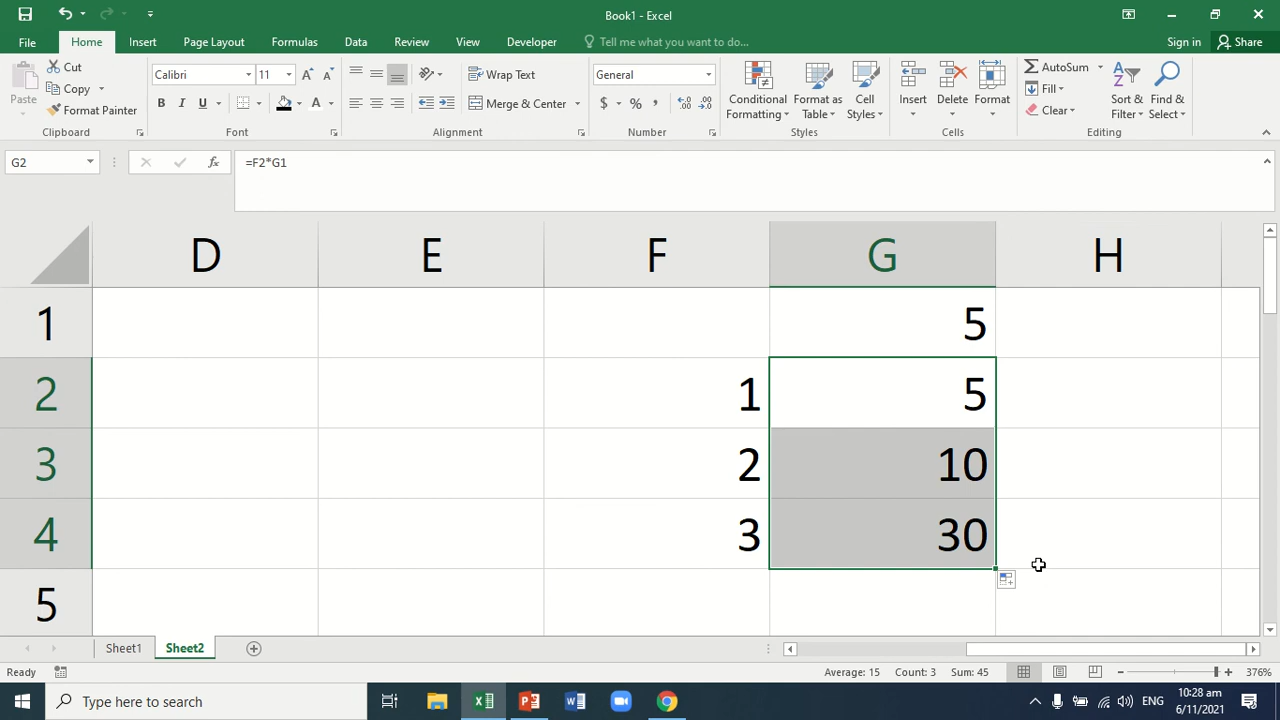 Book1 - Excel
File Home Insert Page Layout Formulas Data Review View Developer Tell me what you want to do... Sign in Share
Paste Cut Copy Format Painter Clipboard
Calibri 11 B I U A Font
Wrap Text Merge & Center Alignment
General $ % , Number
Conditional Formatting Format as Table Cell Styles Styles
Insert Delete Format Cells
AutoSum Fill Clear Sort & Filter Find & Select Editing
G2 fx =F2*G1
D E F G H
1 5
2 1 5
3 2 10
4 3 30
5
Sheet1 Sheet2
Ready Average: 15 Count: 3 Sum: 45 376%
Type here to search ENG 10:28 am
6/11/2021